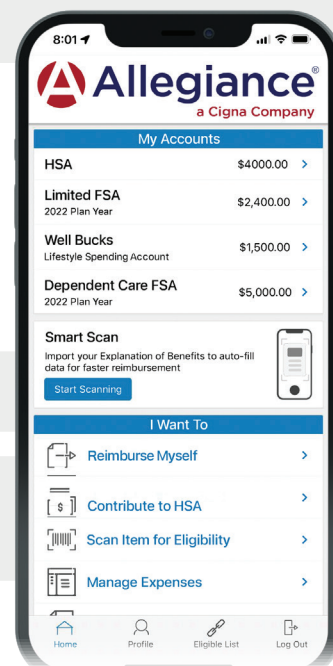 8:01
Allegiance®
a Cigna Company
My Accounts
HSA $4000.00 >
Limited FSA
2022 Plan Year
$2,400.00 >
Well Bucks
Lifestyle Spending Account
$1,500.00 >
Dependent Care FSA
2022 Plan Year
$5,000.00 >
Smart Scan
Import your Explanation of Benefits to auto-fill
data for faster reimbursement
Start Scanning
I Want To
Reimburse Myself >
$
Contribute to HSA >
Scan Item for Eligibility >
Manage Expenses >
Home Profile Eligible List Log Out